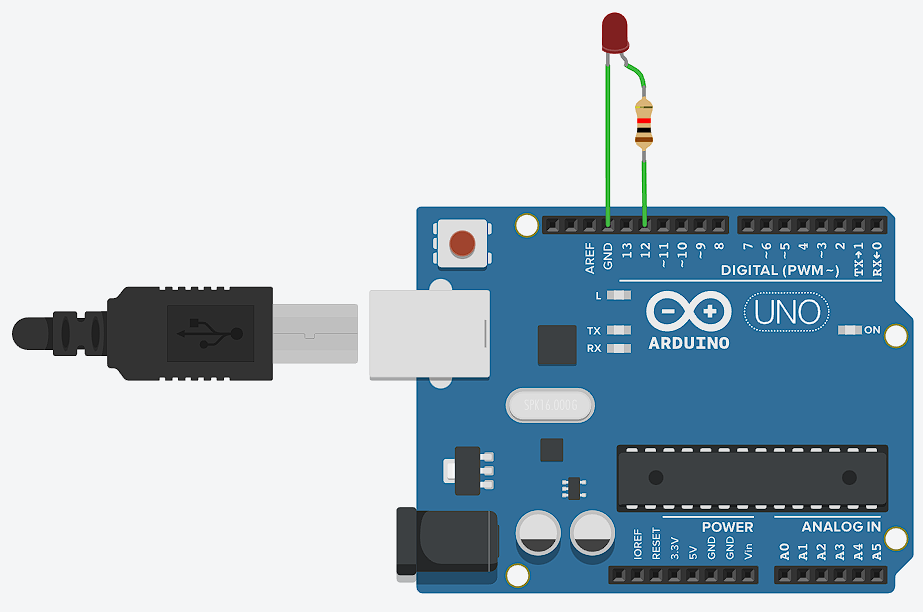 AREF
GND
13
12
~11
~10
~9
8
7
~6
~5
4
~3
2
TX→1
RX←0
DIGITAL (PWM~)
L
TX
RX
UNO
ON
ARDUINO
SPK16.000G
POWER
ANALOG IN
IOREF
RESET
3.3V
5V
GND
GND
Vin
A0
A1
A2
A3
A4
A5